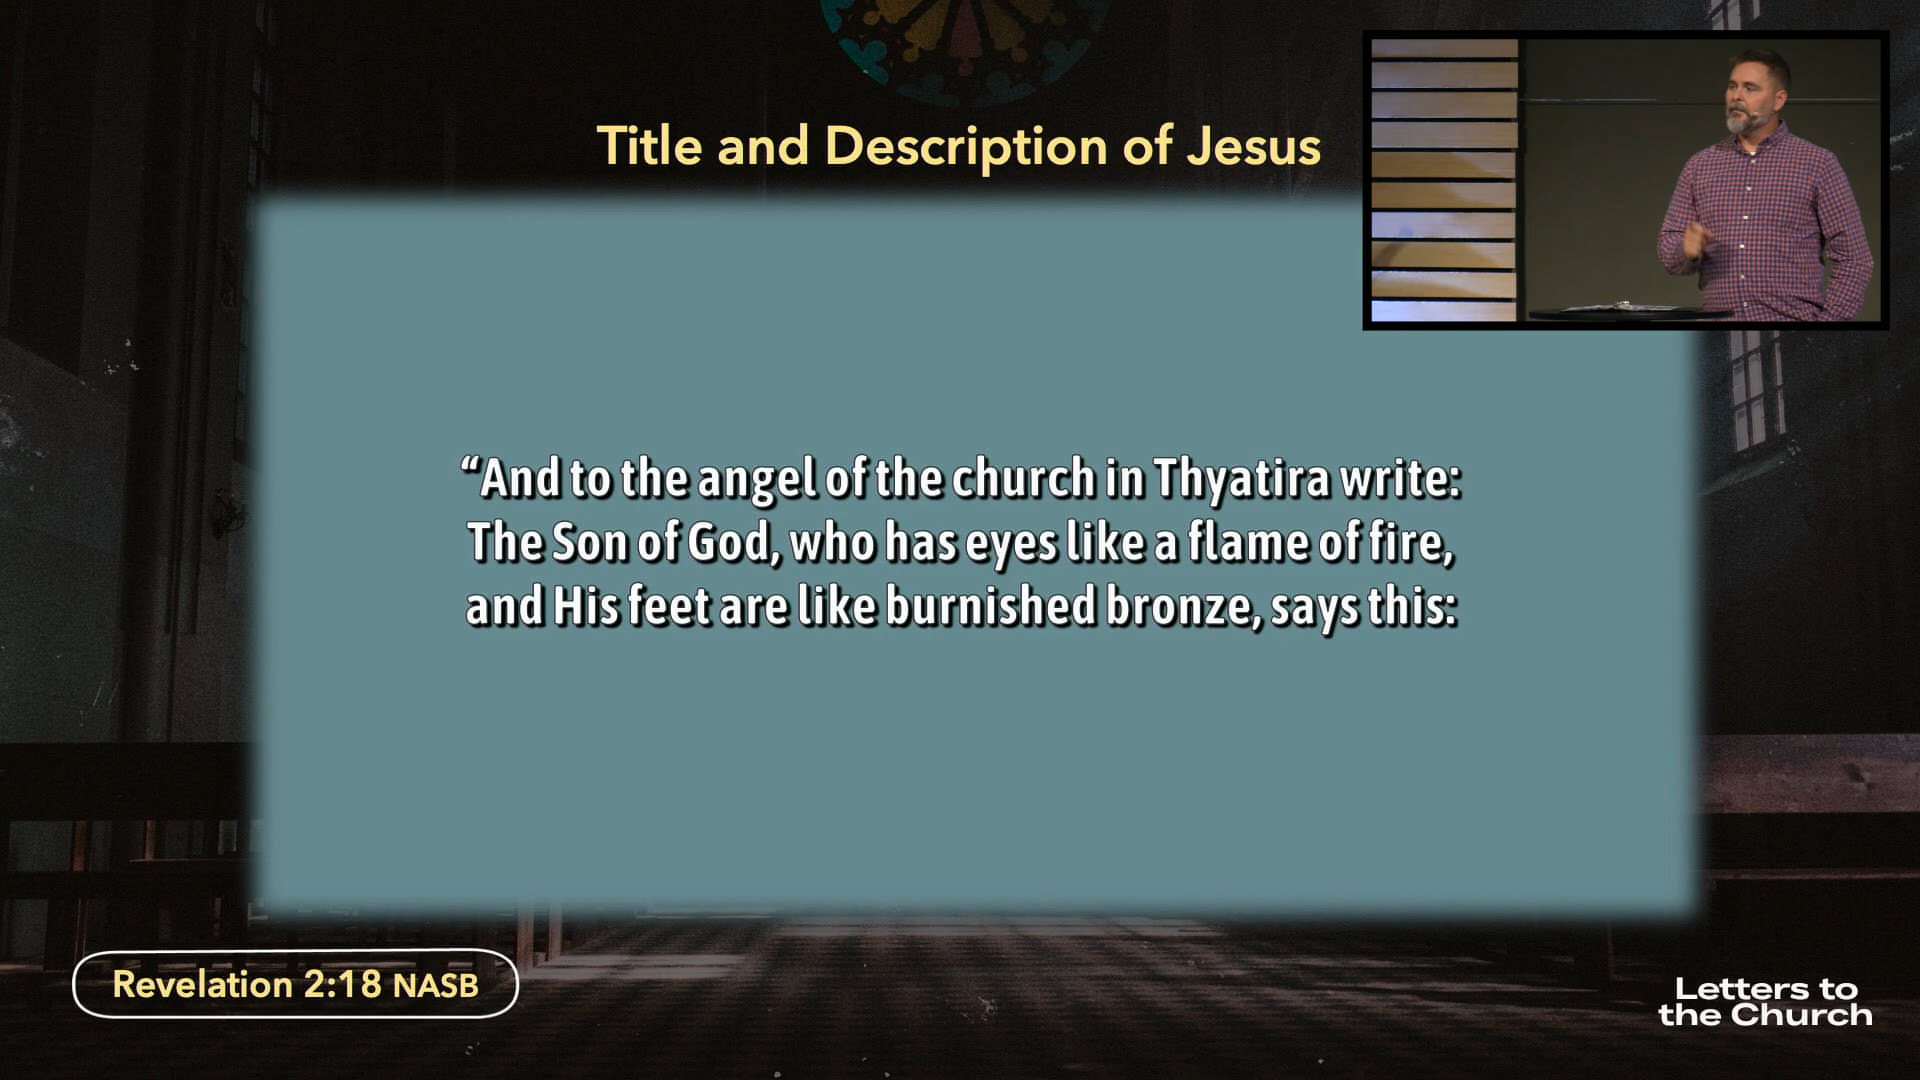 Title and Description of Jesus
“And to the angel of the church in Thyatira write:
The Son of God, who has eyes like a flame of fire,
and His feet are like burnished bronze, says this:
Revelation 2:18 NASB
Letters to
the Church